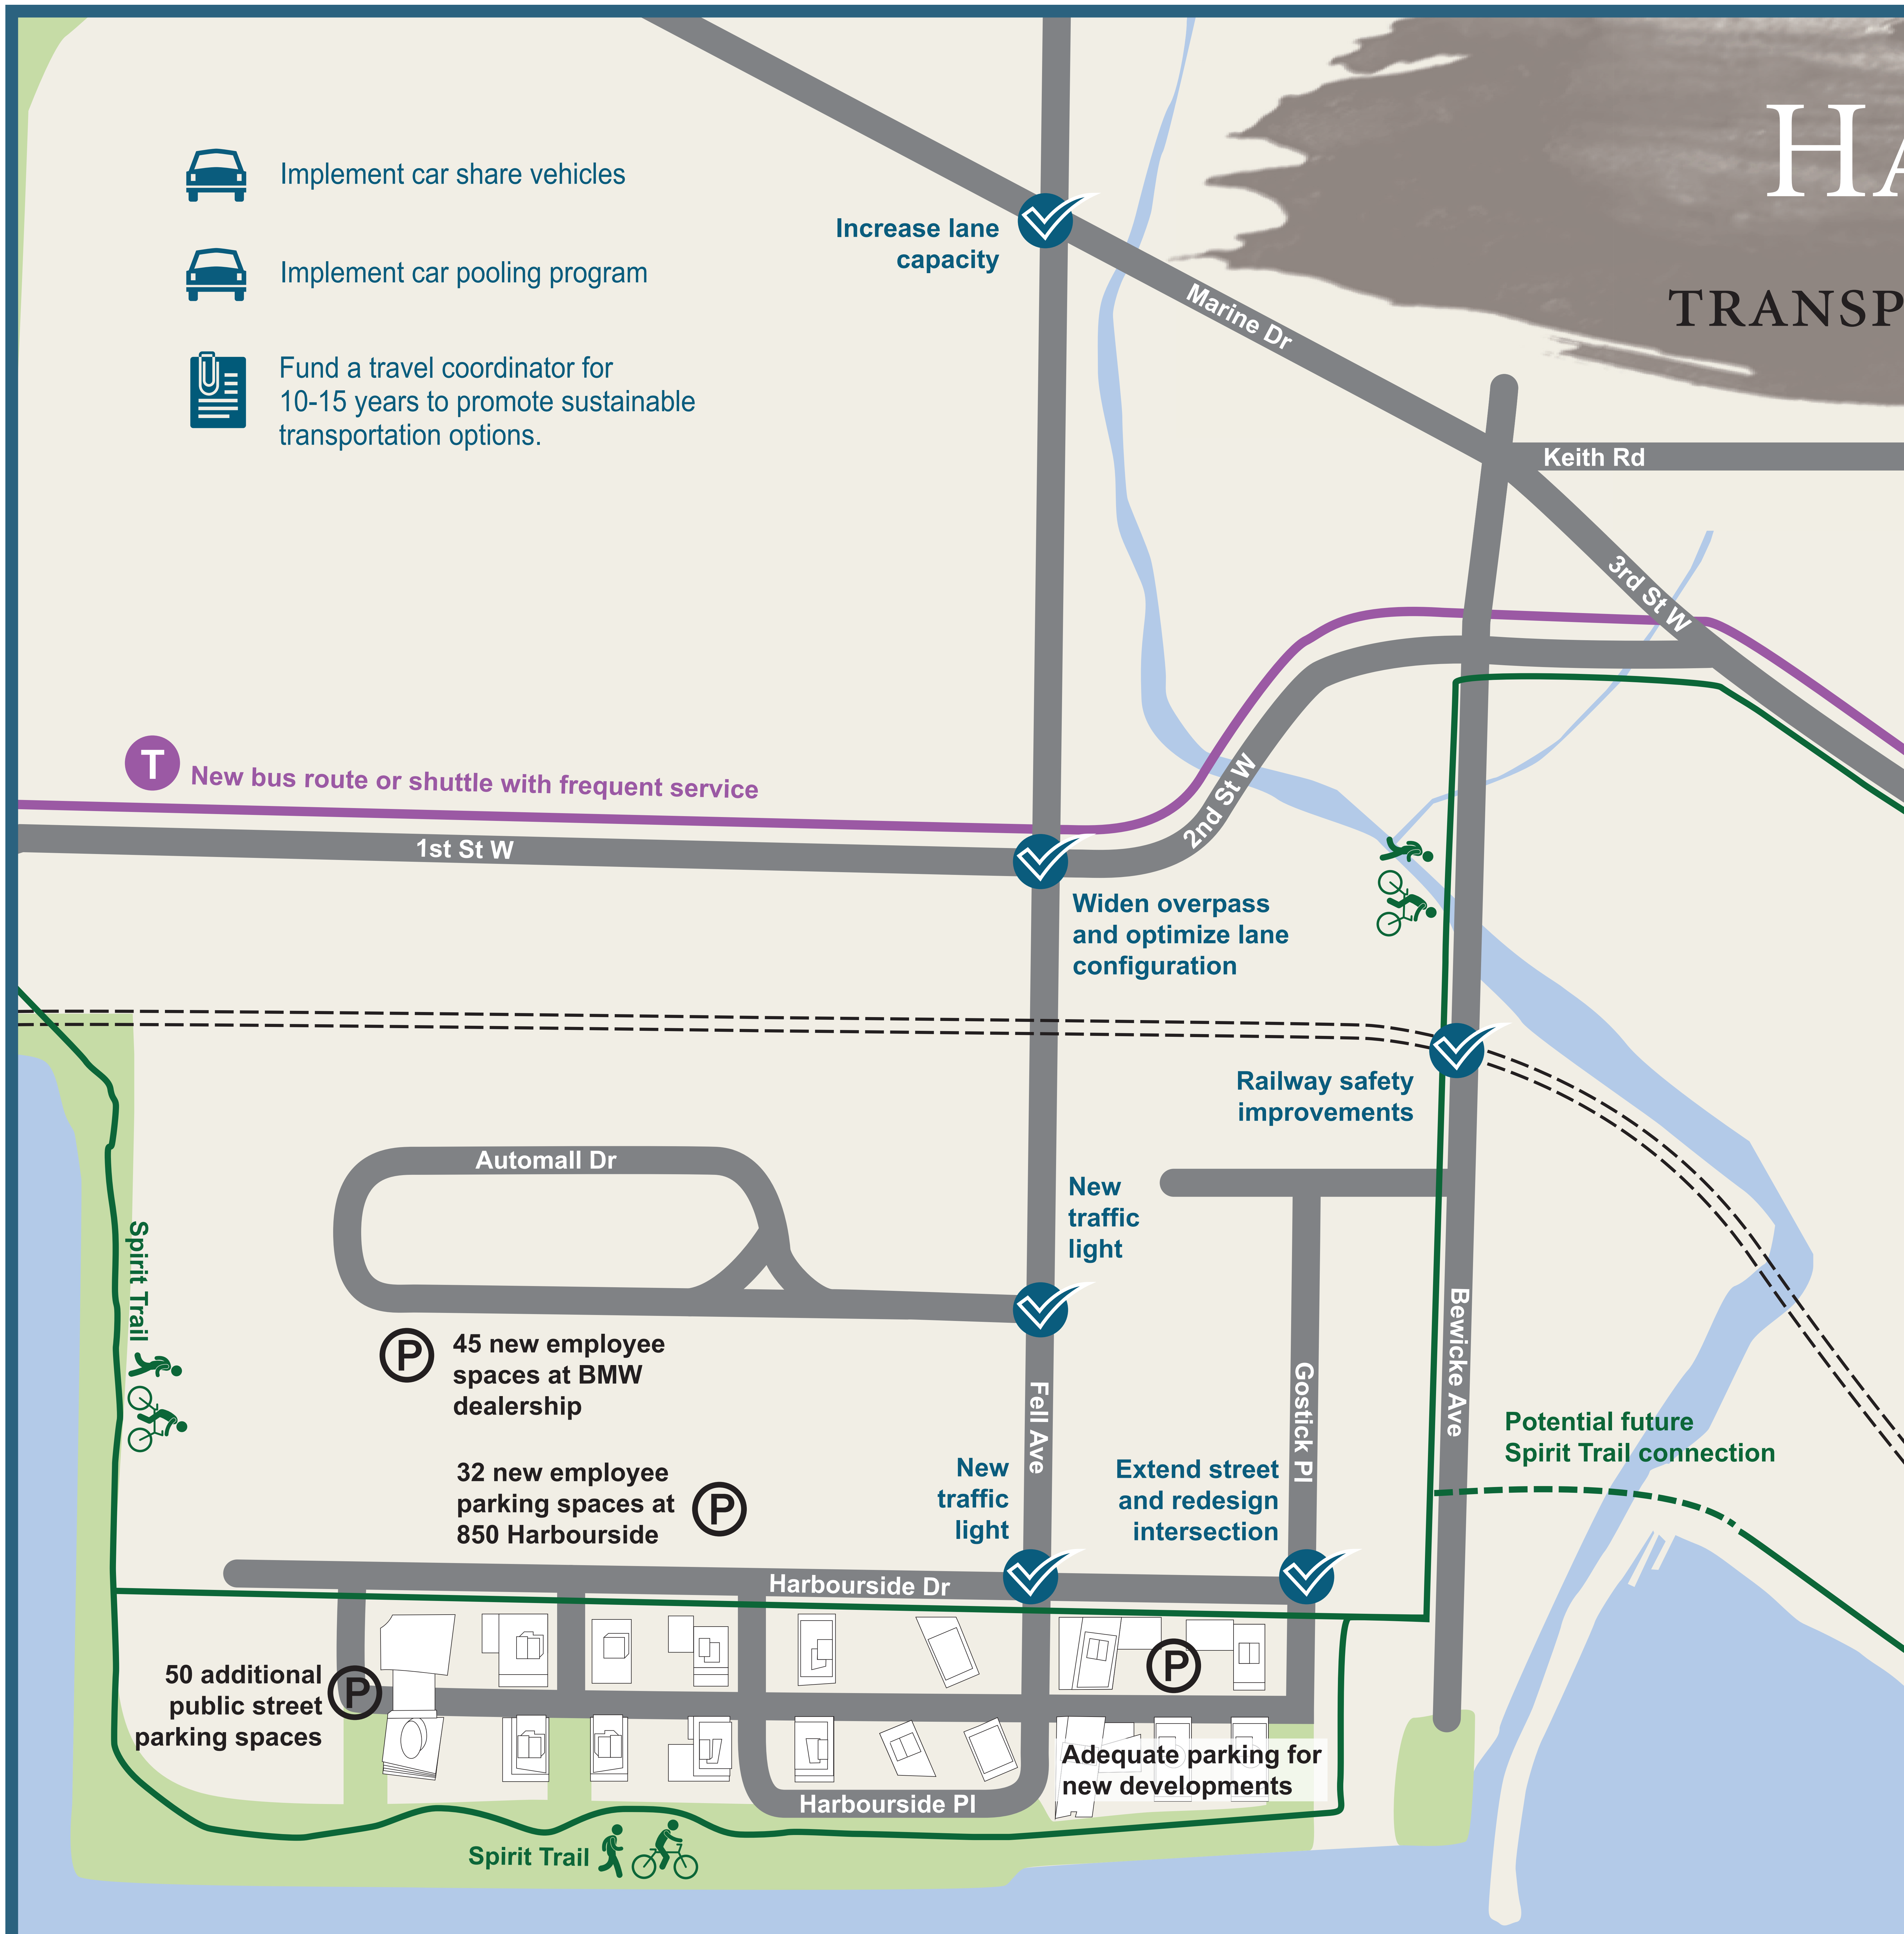 HA
TRANSP
Implement car share vehicles
Implement car pooling program
Fund a travel coordinator for
10-15 years to promote sustainable
transportation options.
Increase lane
capacity
Marine Dr
Keith Rd
3rd St W
T
New bus route or shuttle with frequent service
1st St W
2nd St W
Widen overpass
and optimize lane
configuration
Railway safety
improvements
Automall Dr
New
traffic
light
Spirit Trail
P
45 new employee
spaces at BMW
dealership
Fell Ave
Gostick Pl
Bewicke Ave
32 new employee
parking spaces at
850 Harbourside
P
New
traffic
light
Extend street
and redesign
intersection
Potential future
Spirit Trail connection
Harbourside Dr
50 additional
public street
parking spaces
P
P
Adequate parking for
new developments
Harbourside Pl
Spirit Trail